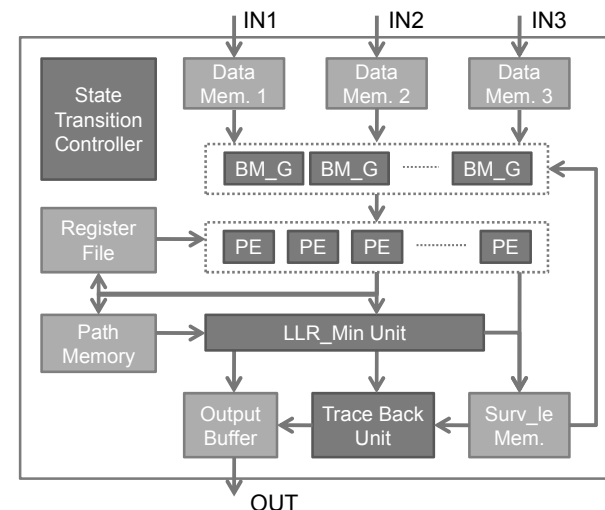 IN1 IN2 IN3
State
Transition
Controller
Data
Mem. 1
Data
Mem. 2
Data
Mem. 3
BM_G BM_G BM_G
Register
File
PE PE PE PE
Path
Memory
LLR_Min Unit
Output
Buffer
Trace Back
Unit
Surv_le
Mem.
OUT